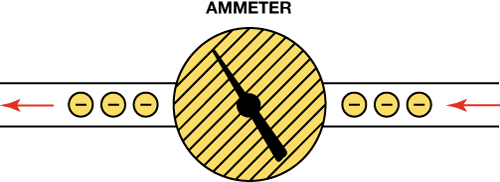 AMMETER
− − − − − −